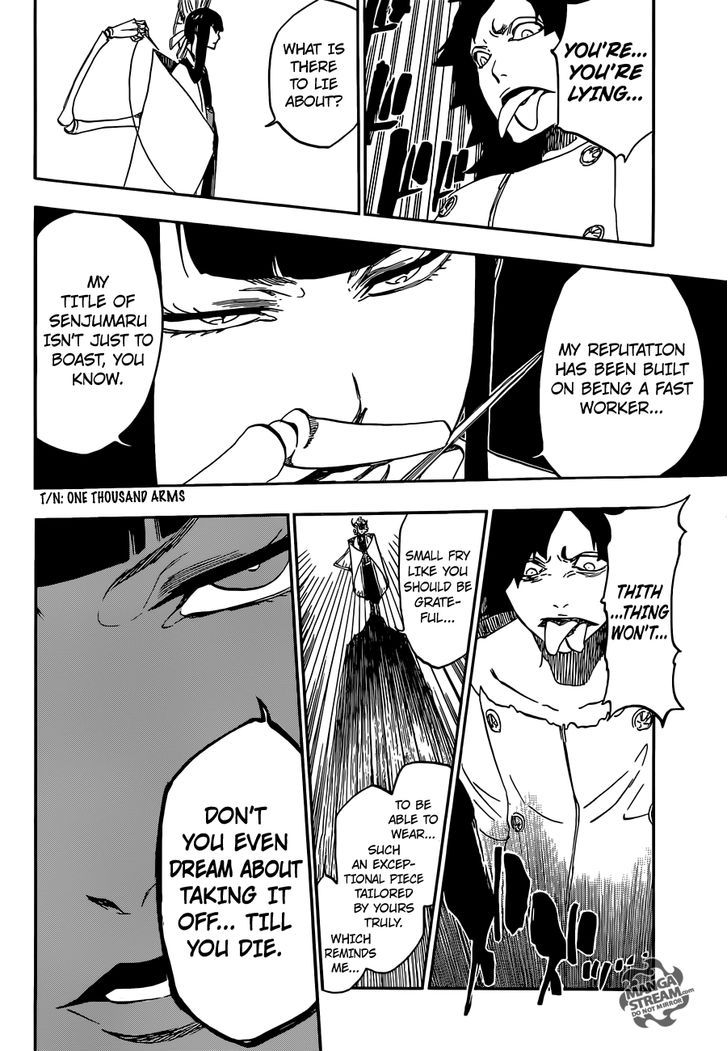 YOU'RE...
YOU'RE
LYING...
WHAT IS
THERE
TO LIE
ABOUT?
MY REPUTATION
HAS BEEN BUILT
ON BEING A FAST
WORKER...
MY
TITLE OF
SENJUMARU
ISN'T JUST
TO
BOAST, YOU
KNOW.
T/N: ONE THOUSAND ARMS
THITH
...THING
WON'T...
SMALL FRY
LIKE YOU
SHOULD
BE
GRATE-
FUL...
TO BE
ABLE TO
WEAR...
SUCH
AN EXCEP-
TIONAL PIECE
TAILORED
BY YOURS
TRULY.
WHICH
REMINDS
ME...
DON'T
YOU EVEN
DREAM ABOUT
TAKING IT
OFF... TILL
YOU DIE.
MANGA
STREAM.COM
DO NOT MIRROR